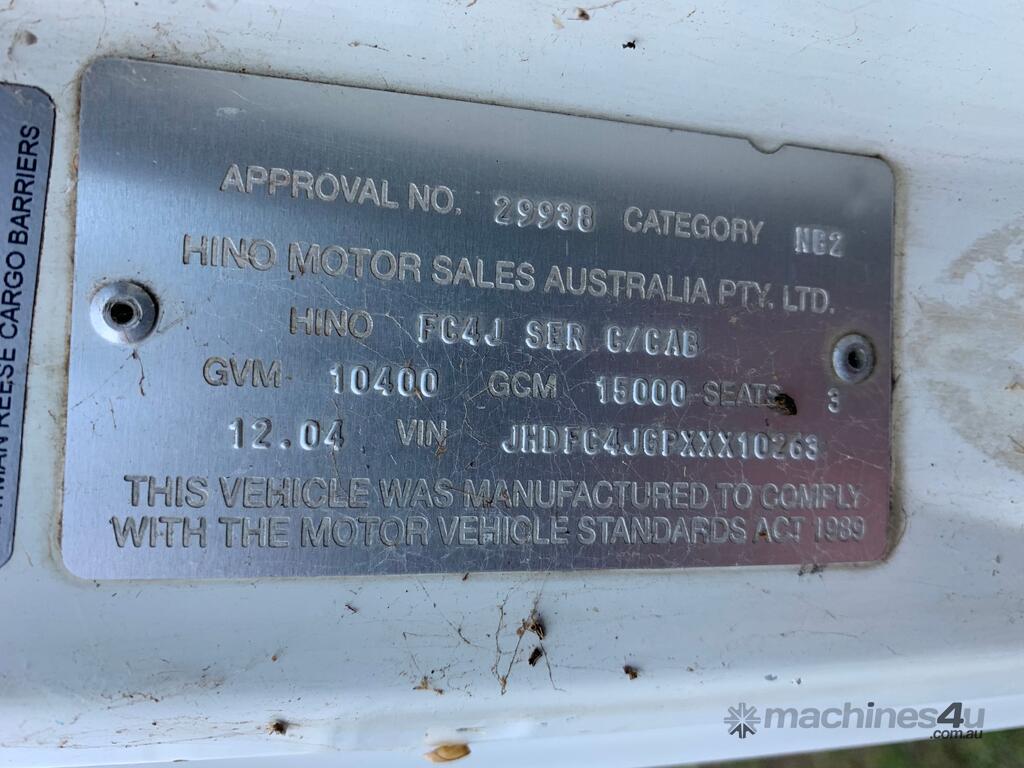 REESE CARGO BARRIERS
APPROVAL NO. 29938 CATEGORY NB2
HINO MOTOR SALES AUSTRALIA PTY. LTD.
HINO FC4J SER C/CAB
GVM 10400 GCM 15000 SEATS 3
12.04 VIN JHDFC4JGPXXX10263
THIS VEHICLE WAS MANUFACTURED TO COMPLY
WITH THE MOTOR VEHICLE STANDARDS ACT 1989
machines4u
.com.au